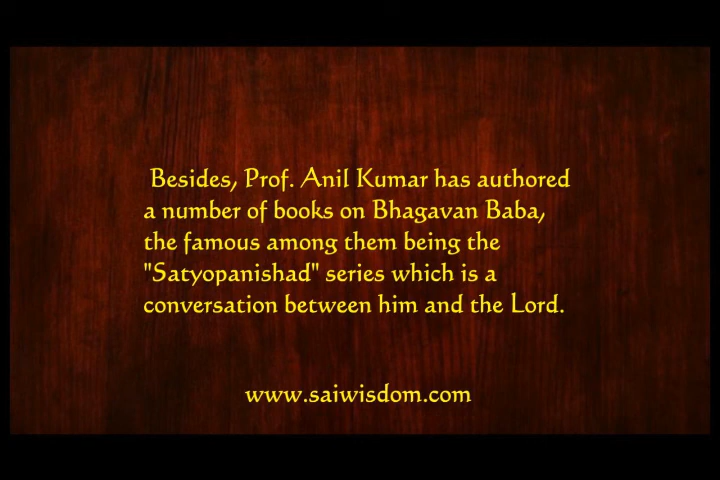 Besides, Prof. Anil Kumar has authored
a number of books on Bhagavan Baba,
the famous among them being the
"Satyopanishad" series which is a
conversation between him and the Lord.
www.saiwisdom.com